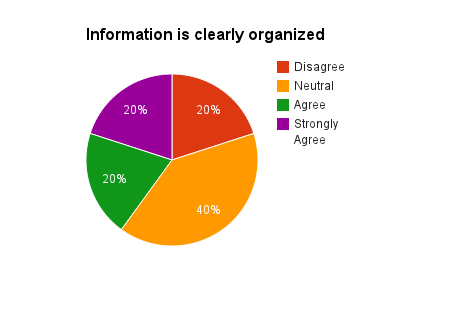 Information is clearly organized
Disagree
Neutral
Agree
Strongly
Agree
20%
20%
20%
40%